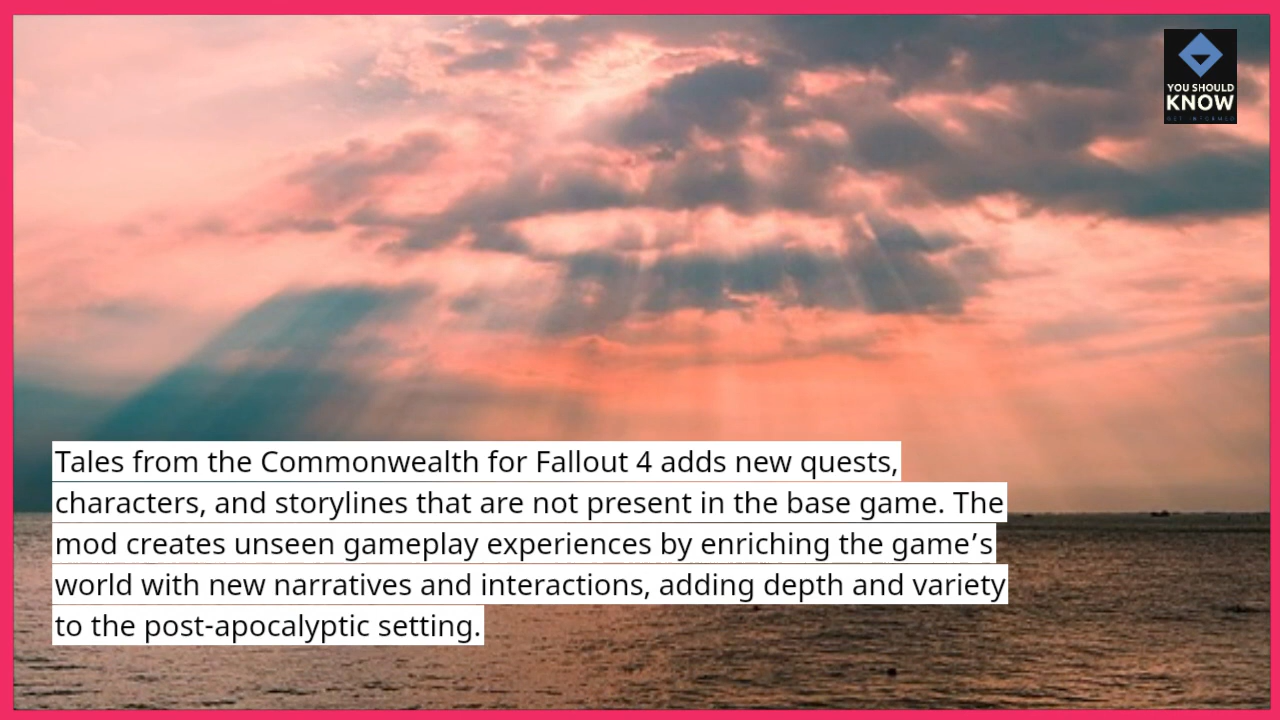 YOU SHOULD
KNOW
GET INFORMED
Tales from the Commonwealth for Fallout 4 adds new quests,
characters, and storylines that are not present in the base game. The
mod creates unseen gameplay experiences by enriching the game’s
world with new narratives and interactions, adding depth and variety
to the post-apocalyptic setting.